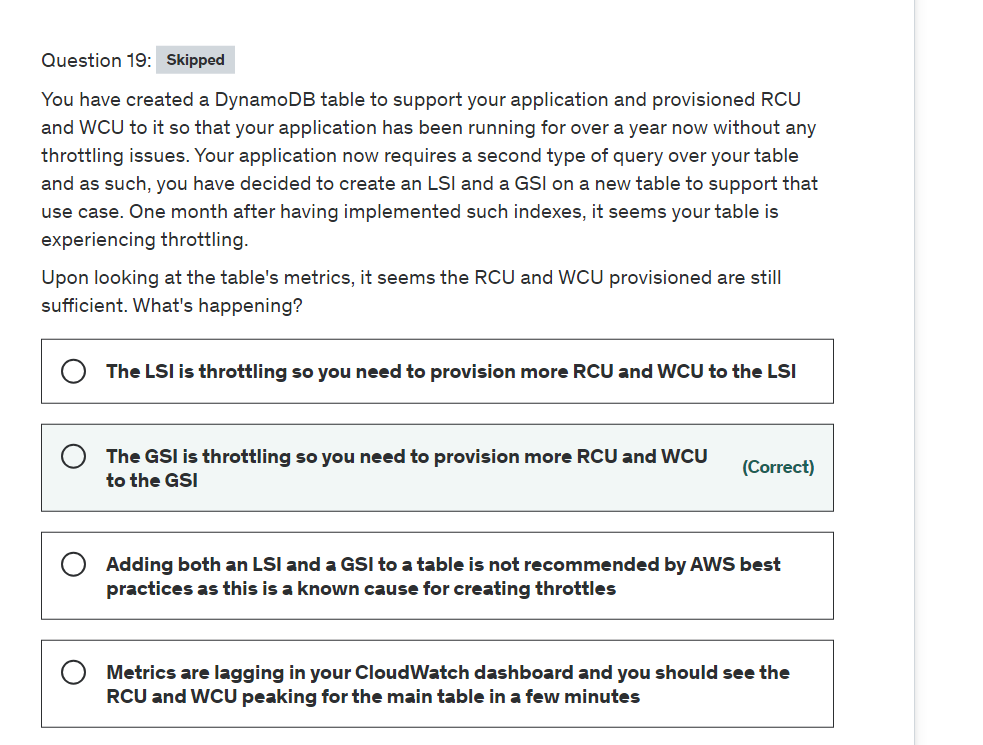 Question 19: Skipped
You have created a DynamoDB table to support your application and provisioned RCU
and WCU to it so that your application has been running for over a year now without any
throttling issues. Your application now requires a second type of query over your table
and as such, you have decided to create an LSI and a GSI on a new table to support that
use case. One month after having implemented such indexes, it seems your table is
experiencing throttling.
Upon looking at the table's metrics, it seems the RCU and WCU provisioned are still
sufficient. What's happening?
The LSI is throttling so you need to provision more RCU and WCU to the LSI
The GSI is throttling so you need to provision more RCU and WCU
to the GSI
(Correct)
Adding both an LSI and a GSI to a table is not recommended by AWS best
practices as this is a known cause for creating throttles
Metrics are lagging in your CloudWatch dashboard and you should see the
RCU and WCU peaking for the main table in a few minutes